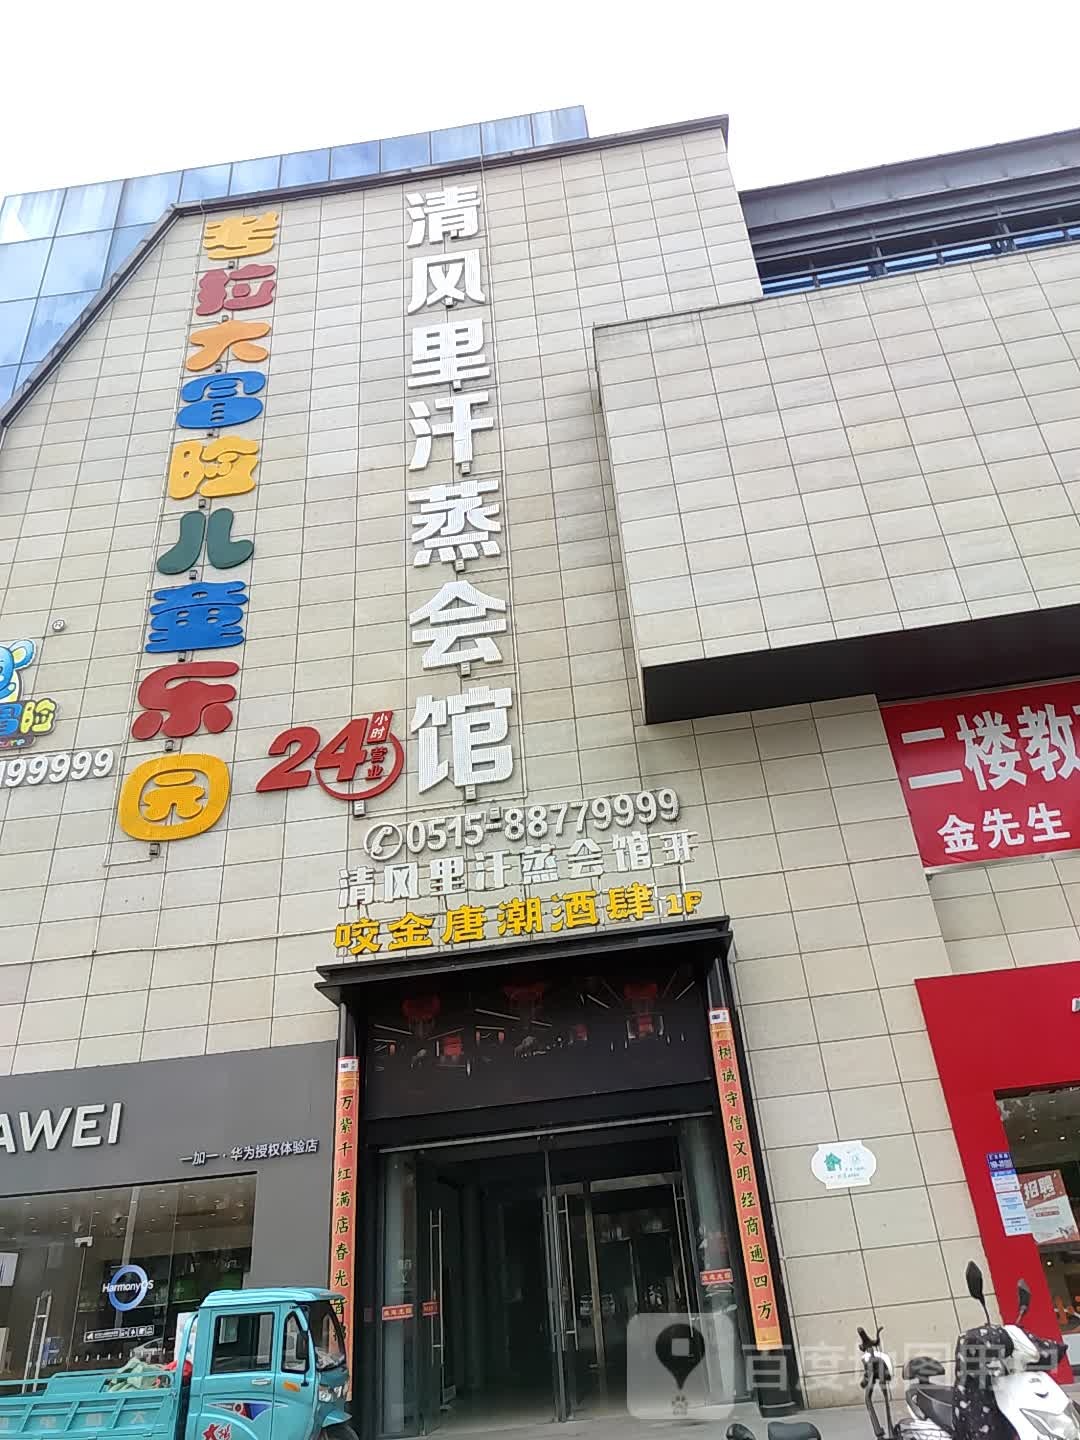 考拉大冒险儿童乐园
清风里汗蒸会馆
24小时营业
冒险
199999
✆0515-88779999
清风里汗蒸会馆
咬金唐潮酒肆 1F
二楼教
金先生
AWEI
一加一·华为授权体验店
HarmonyOS
万紫千红满店春光
树诚守信文明经商通四方
招聘
百度地图用户